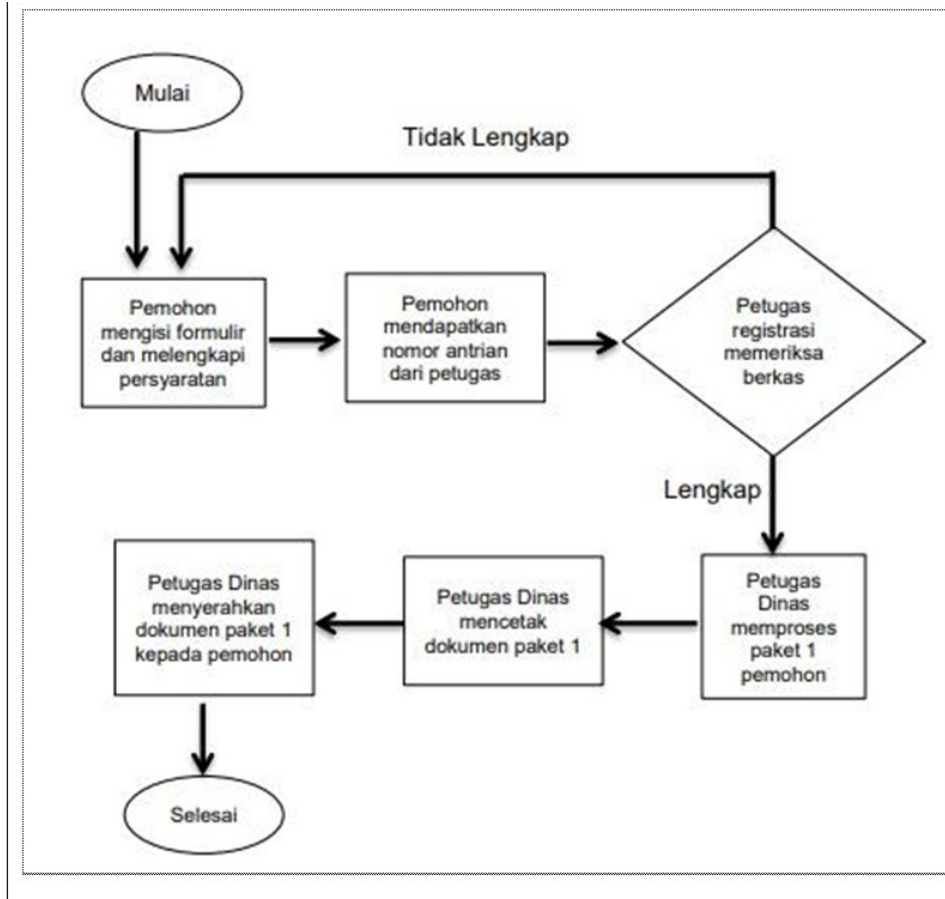 Mulai
Tidak Lengkap
Pemohon
mengisi formulir
dan melengkapi
persyaratan
Pemohon
mendapatkan
nomor antrian
dari petugas
Petugas
registrasi
memeriksa
berkas
Lengkap
Petugas
Dinas
memproses
paket 1
pemohon
Petugas Dinas
mencetak
dokumen paket 1
Petugas Dinas
menyerahkan
dokumen paket 1
kepada pemohon
Selesai